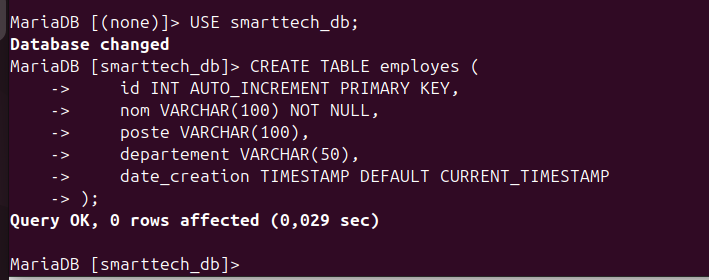 MariaDB [(none)]> USE smarttech_db;
Database changed
MariaDB [smarttech_db]> CREATE TABLE employes (
    ->     id INT AUTO_INCREMENT PRIMARY KEY,
    ->     nom VARCHAR(100) NOT NULL,
    ->     poste VARCHAR(100),
    ->     departement VARCHAR(50),
    ->     date_creation TIMESTAMP DEFAULT CURRENT_TIMESTAMP
    -> );
Query OK, 0 rows affected (0,029 sec)

MariaDB [smarttech_db]>